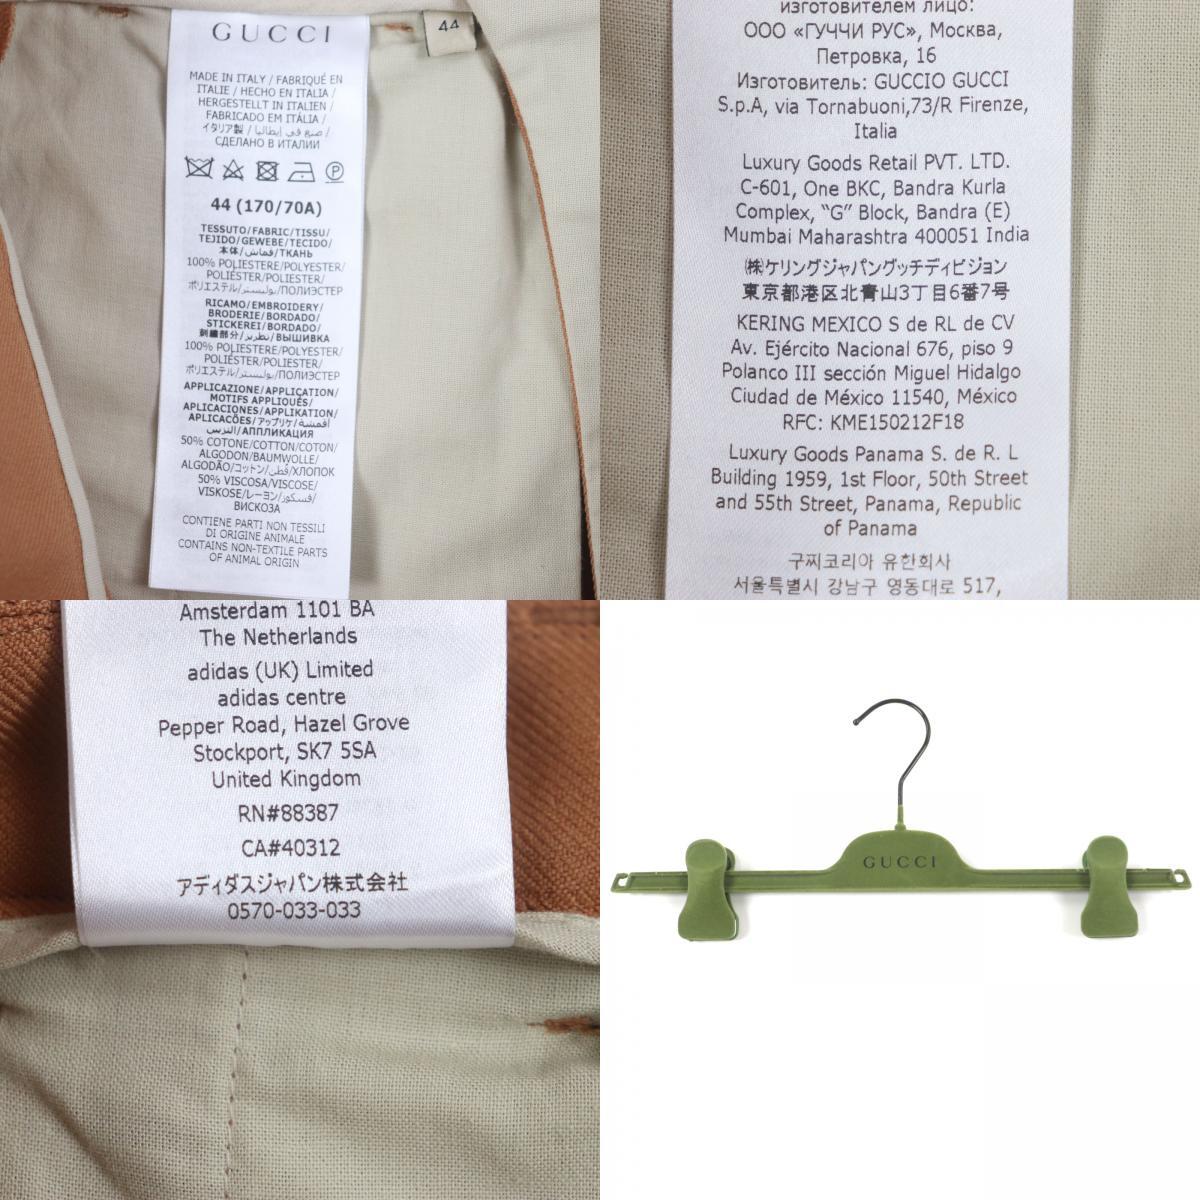 GUCCI
44
MADE IN ITALY / FABRIQUÉ EN
ITALIE / HECHO EN ITALIA /
HERGESTELLT IN ITALIEN /
FABRICADO EM ITÁLIA /
イタリア製 / صنع في إيطاليا /
СДЕЛАНО В ИТАЛИИ
P
44 (170/70A)
TESSUTO/FABRIC/TISSU/
TEJIDO/GEWEBE/TECIDO/
本体/قماش/ТКАНЬ
100% POLIESTERE/POLYESTER/
POLIÉSTER/POLIESTER/
ポリエステル/بوليستر/ПОЛИЭСТЕР
RICAMO/EMBROIDERY/
BRODERIE/BORDADO/
STICKEREI/BORDADO/
刺繍部分/تطريز/ВЫШИВКА
100% POLIESTERE/POLYESTER/
POLIÉSTER/POLIESTER/
ポリエステル/بوليستر/ПОЛИЭСТЕР
APPLICAZIONE/APPLICATION/
MOTIFS APPLIQUÉS/
APLICACIONES/APPLIKATION/
APLICAÇÕES/アップリケ/أقمشة
التزيين/АППЛИКАЦИЯ
50% COTONE/COTTON/COTON/
ALGODON/BAUMWOLLE/
ALGODÃO/コットン/قطن/ХЛОПОК
50% VISCOSA/VISCOSE/
VISKOSE/レーヨン/فسكوز/
ВИСКОЗА
CONTIENE PARTI NON TESSILI
DI ORIGINE ANIMALE
CONTAINS NON-TEXTILE PARTS
OF ANIMAL ORIGIN
изготовителем лицо:
ООО «ГУЧЧИ РУС», Москва,
Петровка, 16
Изготовитель: GUCCIO GUCCI
S.p.A, via Tornabuoni,73/R Firenze,
Italia
Luxury Goods Retail PVT. LTD.
C-601, One BKC, Bandra Kurla
Complex, “G” Block, Bandra (E)
Mumbai Maharashtra 400051 India
㈱ケリングジャパングッチディビジョン
東京都港区北青山3丁目6番7号
KERING MEXICO S de RL de CV
Av. Ejército Nacional 676, piso 9
Polanco III sección Miguel Hidalgo
Ciudad de México 11540, México
RFC: KME150212F18
Luxury Goods Panama S. de R. L
Building 1959, 1st Floor, 50th Street
and 55th Street, Panama, Republic
of Panama
구찌코리아 유한회사
서울특별시 강남구 영동대로 517,
Amsterdam 1101 BA
The Netherlands
adidas (UK) Limited
adidas centre
Pepper Road, Hazel Grove
Stockport, SK7 5SA
United Kingdom
RN#88387
CA#40312
アディダスジャパン株式会社
0570-033-033
GUCCI